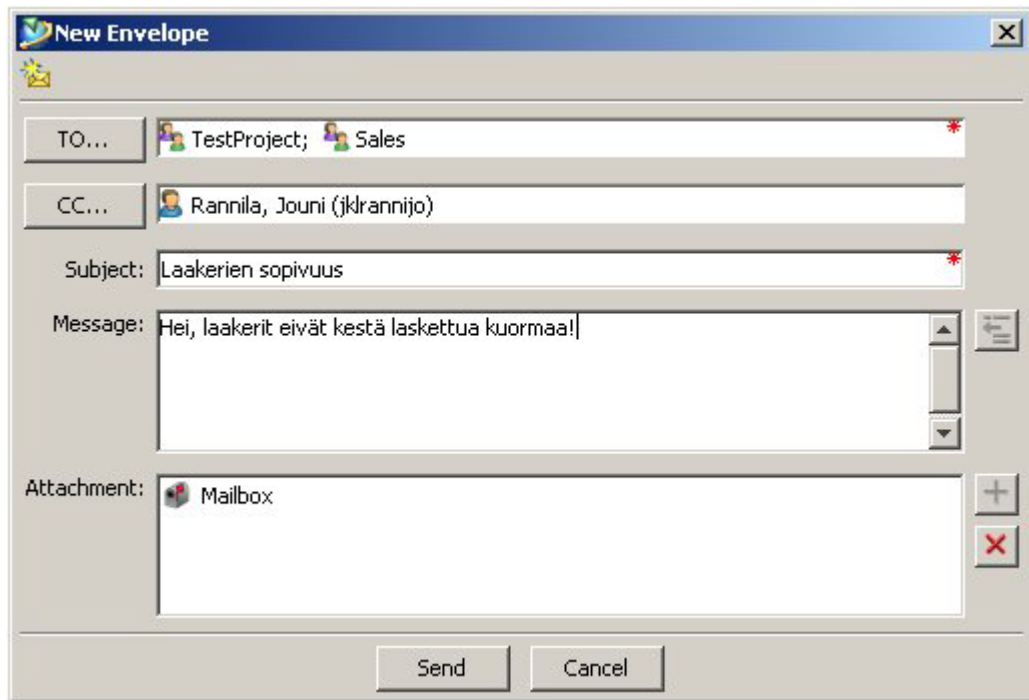 New Envelope
TO... TestProject; Sales *
CC... Rannila, Jouni (jklrannijo)
Subject: Laakerien sopivuus *
Message: Hei, laakerit eivät kestä laskettua kuormaa!
Attachment: Mailbox
Send Cancel